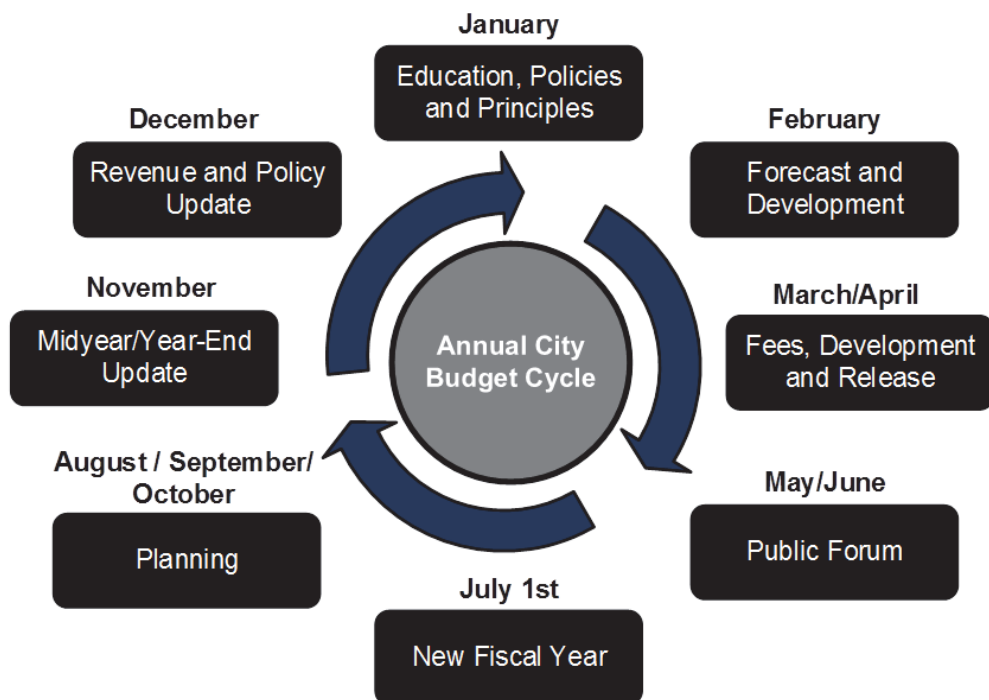 January
Education, Policies
and Principles
February
Forecast and
Development
March/April
Fees, Development
and Release
May/June
Public Forum
July 1st
New Fiscal Year
August / September/
October
Planning
November
Midyear/Year-End
Update
December
Revenue and Policy
Update
Annual City
Budget Cycle